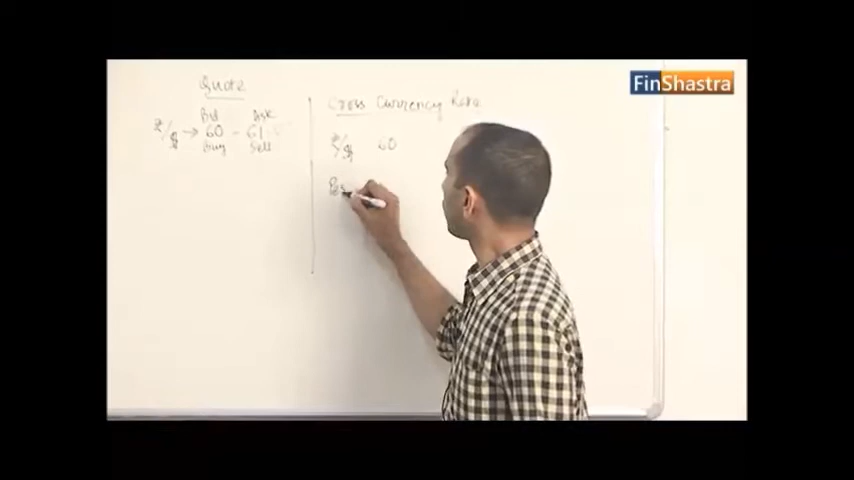 FinShastra
Quote
Bid Ask
₹/$ → 60 - 61
Buy Sell
Cross Currency Rate
₹/$ 60